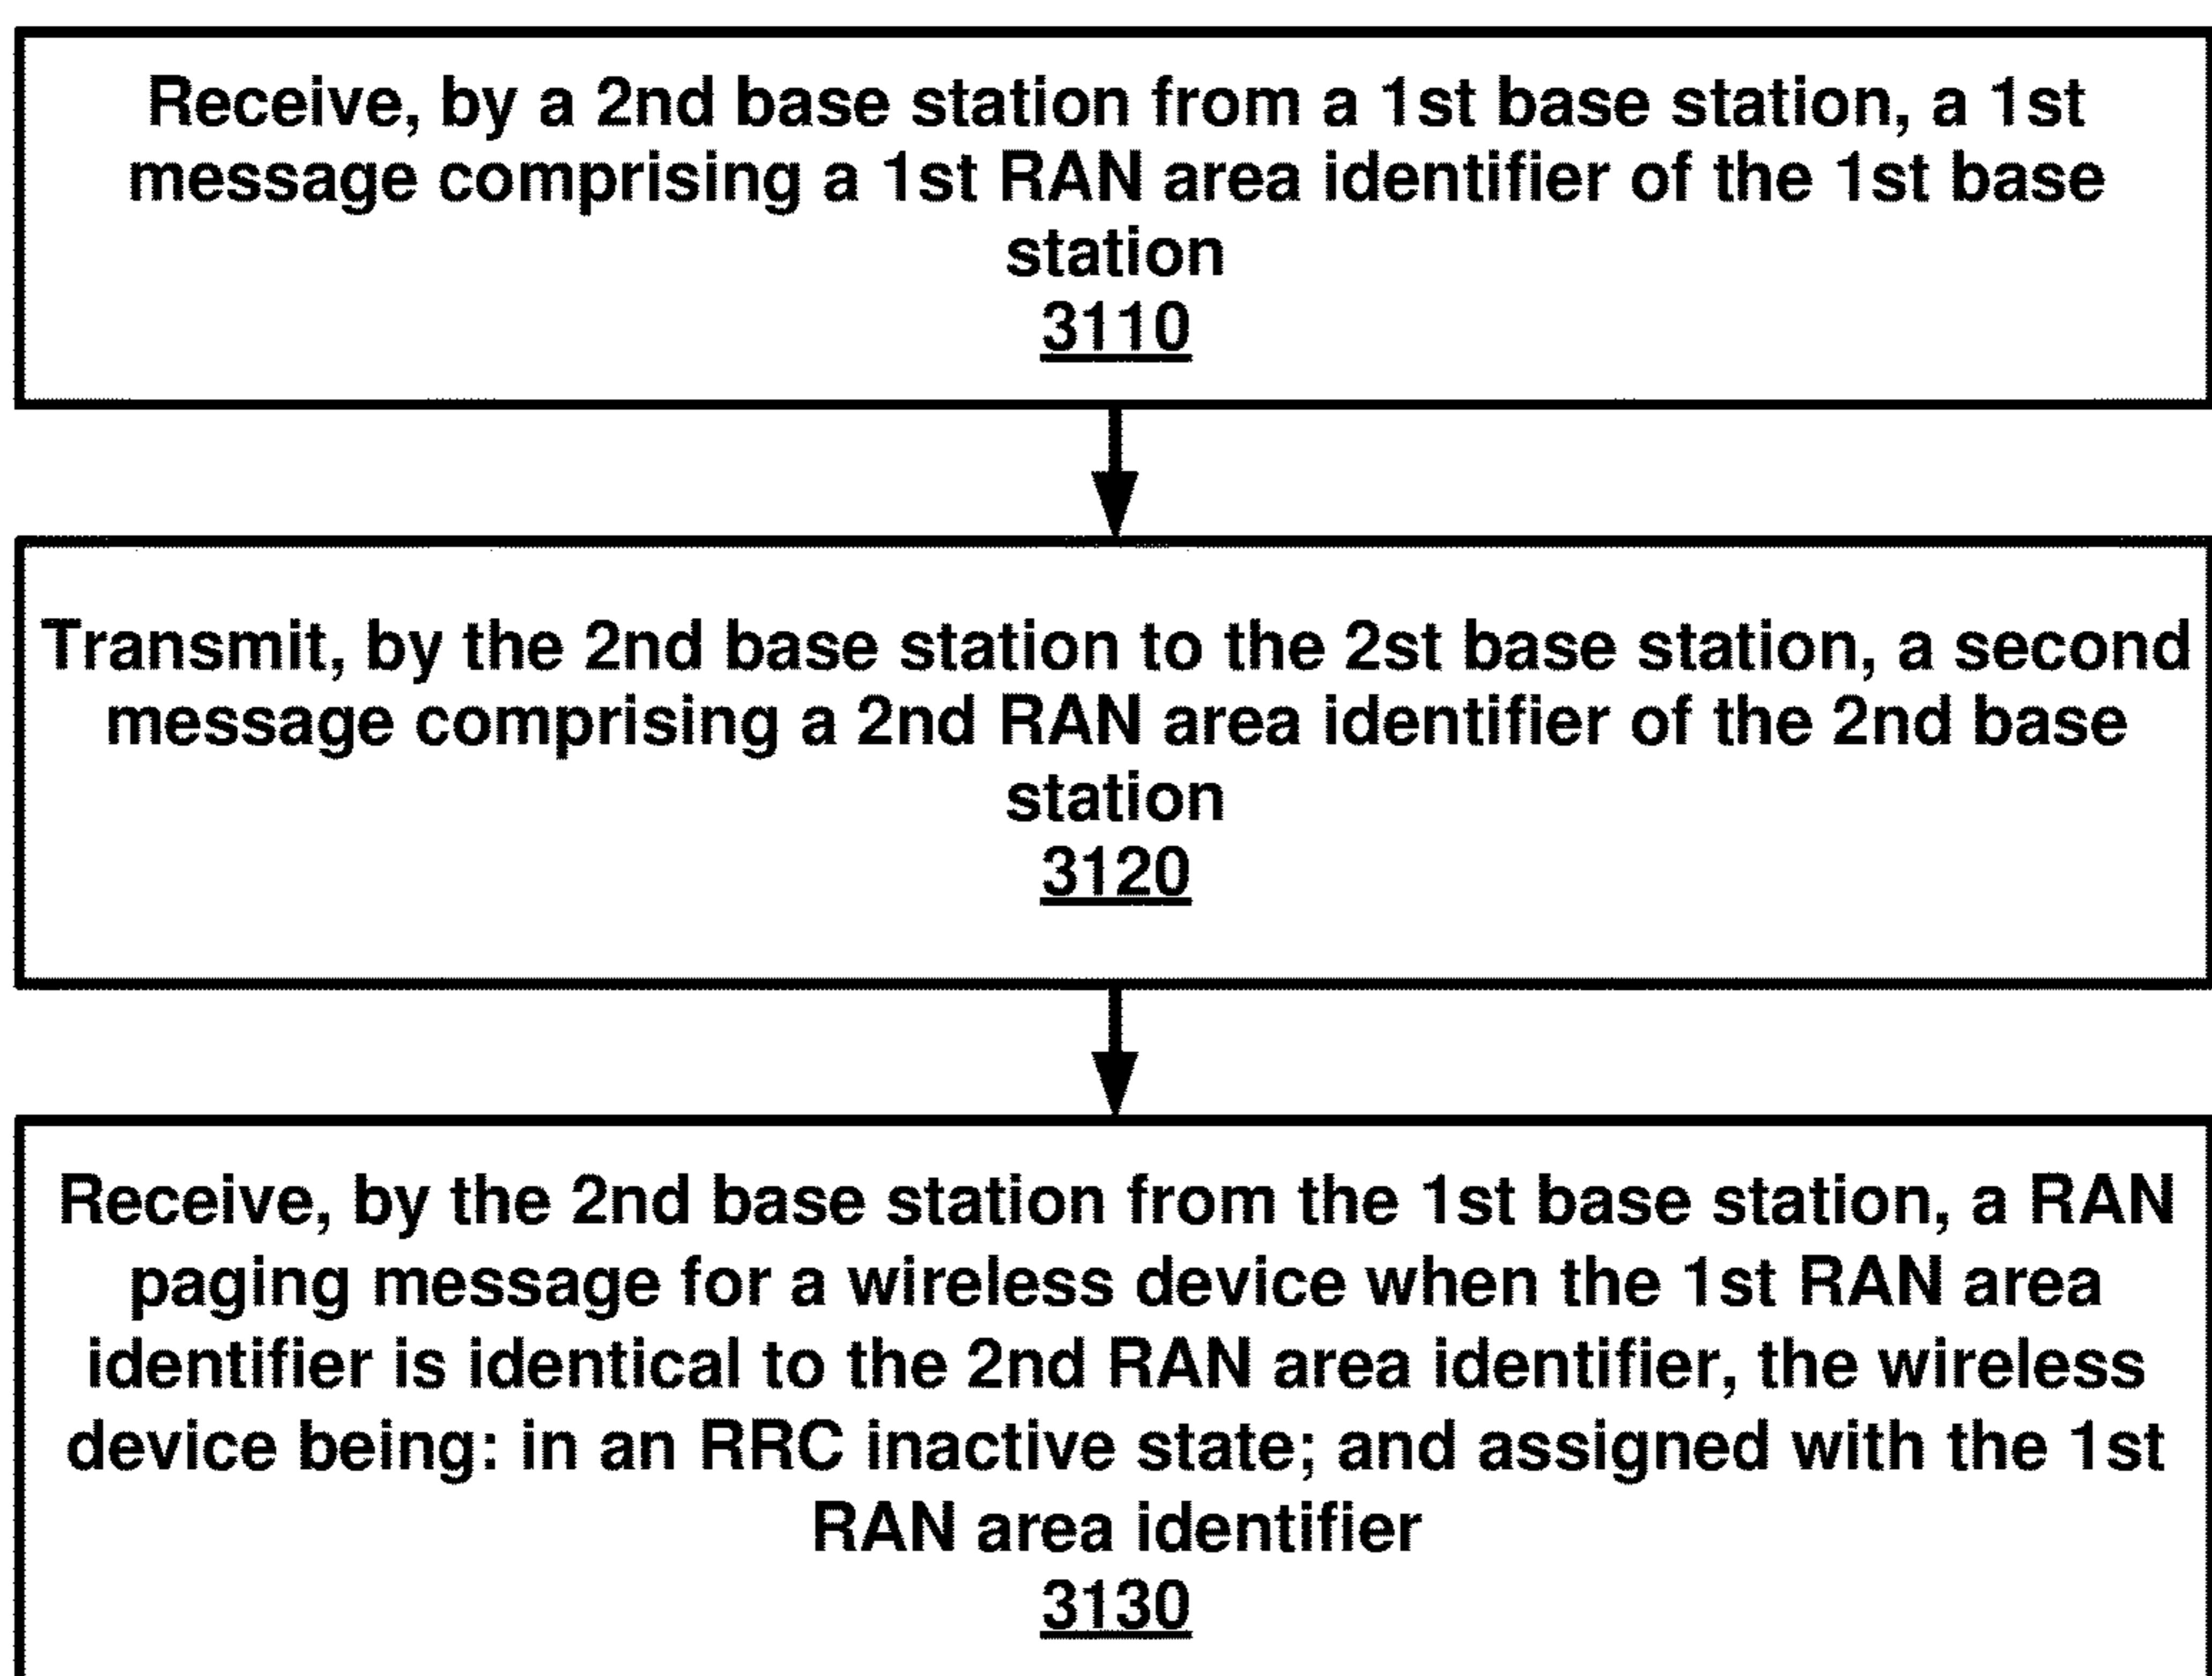 Receive, by a 2nd base station from a 1st base station, a 1st
message comprising a 1st RAN area identifier of the 1st base
station
3110
Transmit, by the 2nd base station to the 2st base station, a second
message comprising a 2nd RAN area identifier of the 2nd base
station
3120
Receive, by the 2nd base station from the 1st base station, a RAN
paging message for a wireless device when the 1st RAN area
identifier is identical to the 2nd RAN area identifier, the wireless
device being: in an RRC inactive state; and assigned with the 1st
RAN area identifier
3130